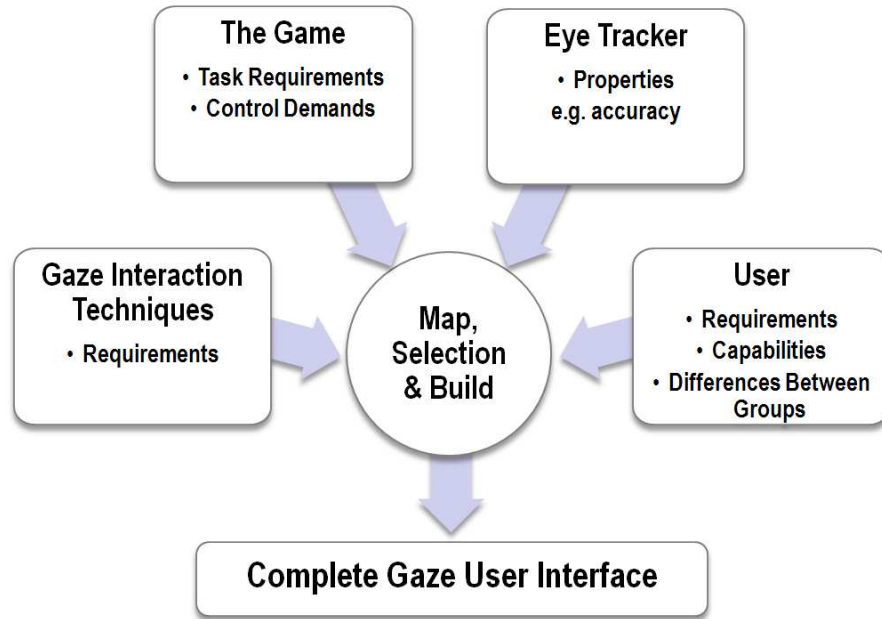 The Game
• Task Requirements
• Control Demands
Eye Tracker
• Properties
e.g. accuracy
Gaze Interaction
Techniques
• Requirements
Map,
Selection
& Build
User
• Requirements
• Capabilities
• Differences Between
Groups
Complete Gaze User Interface